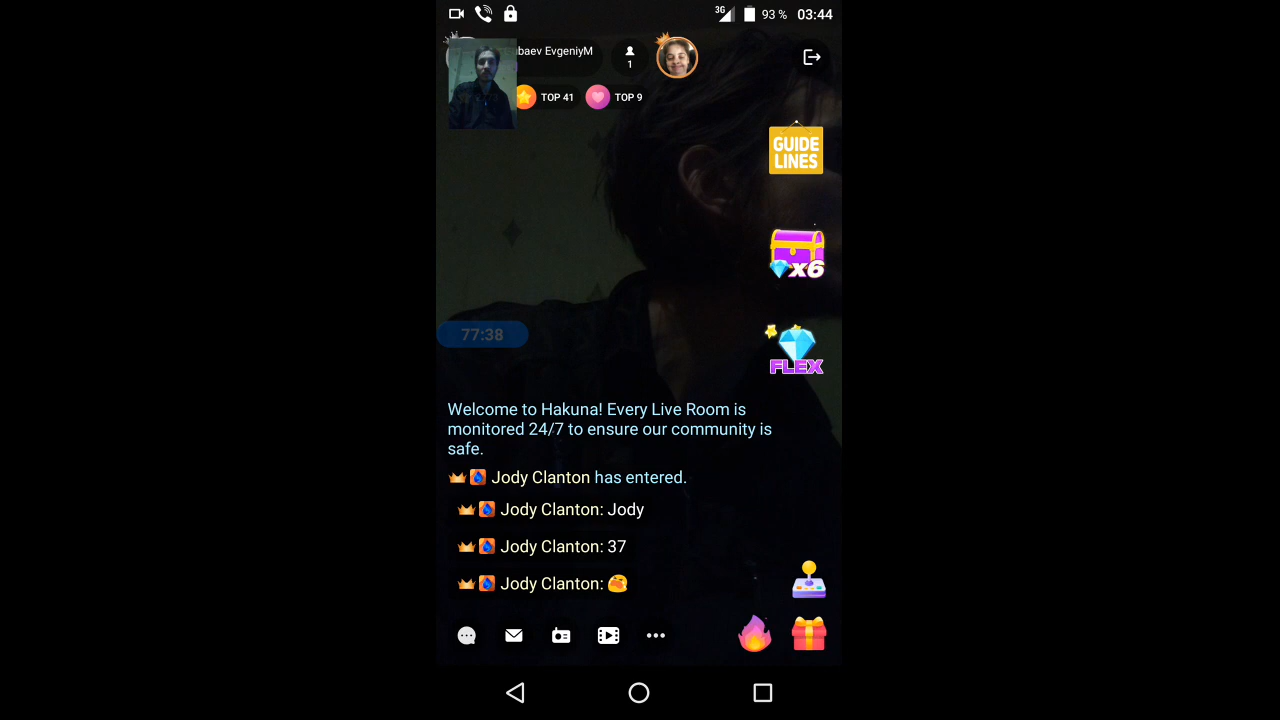 3G 93 % 03:44
baev EvgeniyM
1
TOP 41 TOP 9
GUIDE
LINES
x6
77:38
FLEX
Welcome to Hakuna! Every Live Room is
monitored 24/7 to ensure our community is
safe.
Jody Clanton has entered.
Jody Clanton: Jody
Jody Clanton: 37
Jody Clanton: 😝